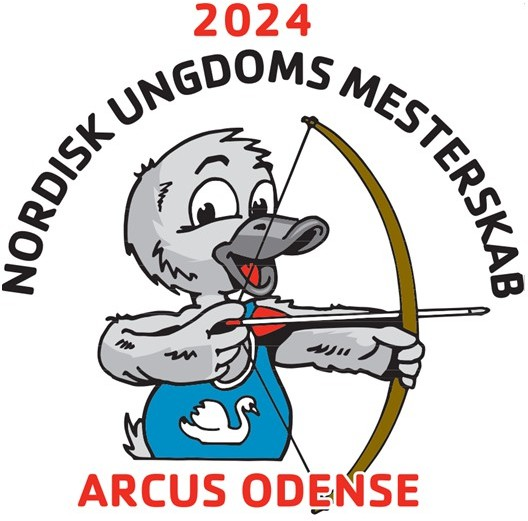 2024
NORDISK UNGDOMS MESTERSKAB
ARCUS ODENSE